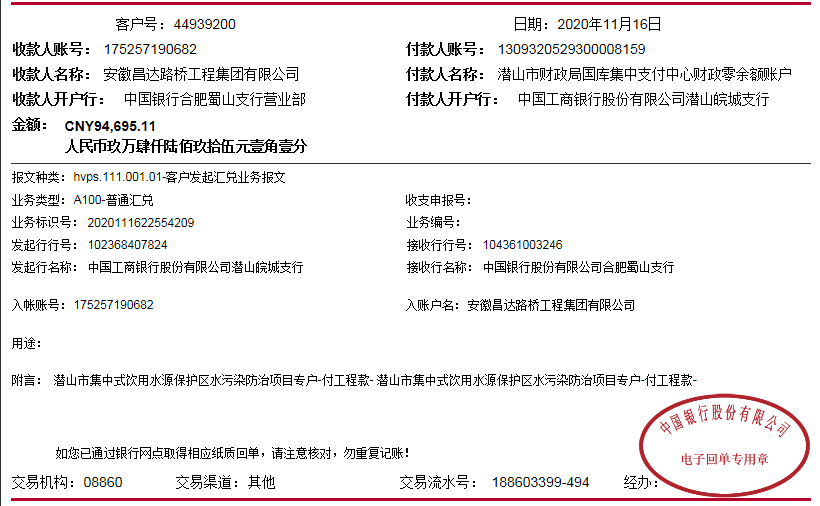 客户号：44939200 日期：2020年11月16日
收款人账号：175257190682 付款人账号：1309320529300008159
收款人名称：安徽昌达路桥工程集团有限公司 付款人名称：潜山市财政局国库集中支付中心财政零余额账户
收款人开户行：中国银行合肥蜀山支行营业部 付款人开户行：中国工商银行股份有限公司潜山皖城支行
金额：CNY94,695.11
人民币玖万肆仟陆佰玖拾伍元壹角壹分
报文种类：hvps.111.001.01-客户发起汇兑业务报文
业务类型：A100-普通汇兑 收支申报号：
业务标识号：2020111622554209 业务编号：
发起行行号：102368407824 接收行行号：104361003246
发起行名称：中国工商银行股份有限公司潜山皖城支行 接收行名称：中国银行股份有限公司合肥蜀山支行
入帐账号：175257190682 入账户名：安徽昌达路桥工程集团有限公司
用途：
附言：潜山市集中式饮用水源保护区水污染防治项目专户-付工程款- 潜山市集中式饮用水源保护区水污染防治项目专户-付工程款-
中国银行股份有限公司
电子回单专用章
如您已通过银行网点取得相应纸质回单，请注意核对，勿重复记账！
交易机构：08860 交易渠道：其他 交易流水号：188603399-494 经办：